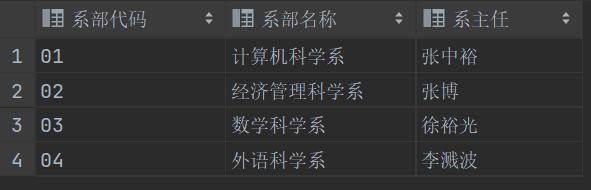 系部代码 系部名称 系主任
1 01 计算机科学系 张中裕
2 02 经济管理科学系 张博
3 03 数学科学系 徐裕光
4 04 外语科学系 李溅波